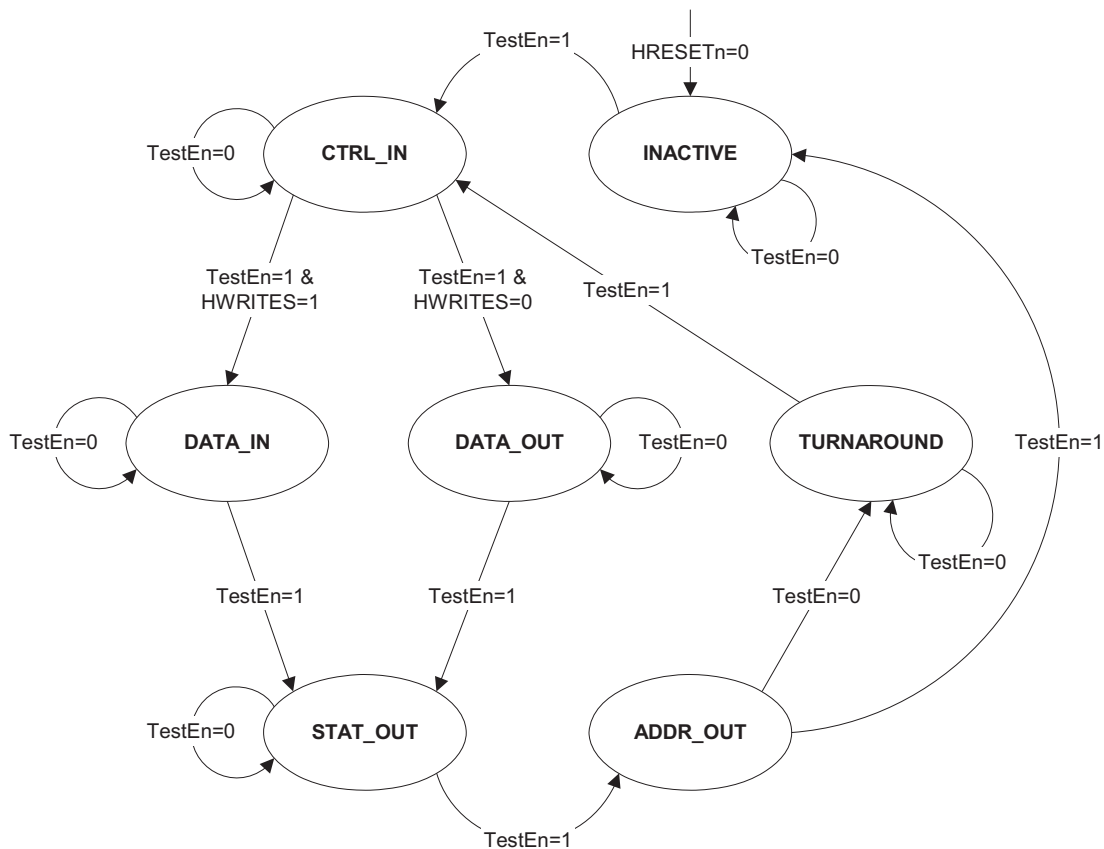 TestEn=1
HRESETn=0
CTRL_IN
INACTIVE
TestEn=0
TestEn=0
TestEn=1 &
HWRITES=1
TestEn=1 &
HWRITES=0
TestEn=1
DATA_IN
DATA_OUT
TURNAROUND
TestEn=0
TestEn=0
TestEn=1
TestEn=0
TestEn=1
TestEn=1
TestEn=0
STAT_OUT
ADDR_OUT
TestEn=0
TestEn=1